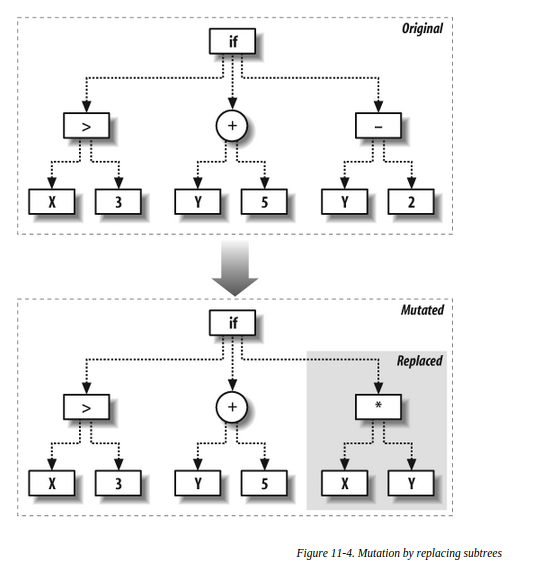 Original
if
> + –
X 3 Y 5 Y 2
Mutated
if
Replaced
> + *
X 3 Y 5 X Y
Figure 11-4. Mutation by replacing subtrees